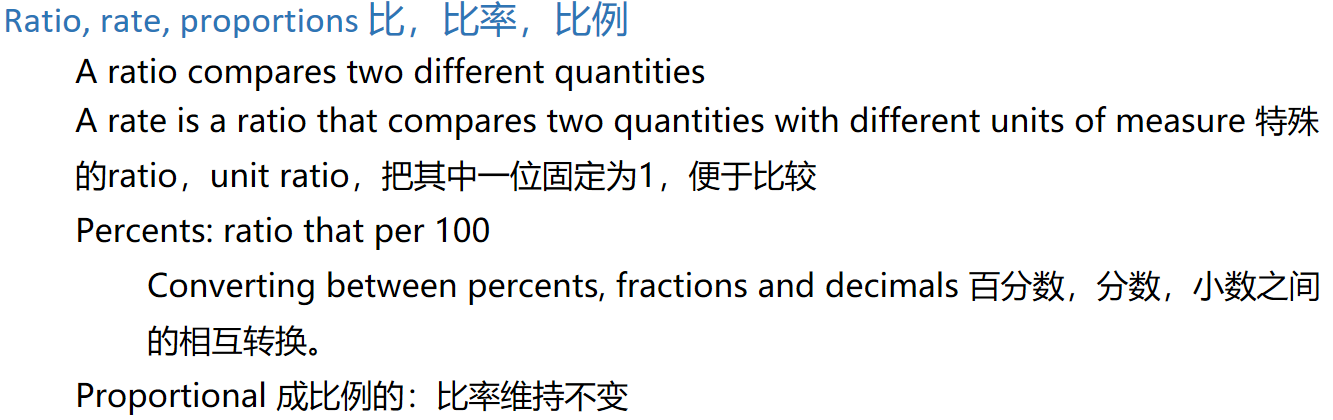 Ratio, rate, proportions 比，比率，比例
A ratio compares two different quantities
A rate is a ratio that compares two quantities with different units of measure 特殊
的ratio，unit ratio，把其中一位固定为1，便于比较
Percents: ratio that per 100
Converting between percents, fractions and decimals 百分数，分数，小数之间
的相互转换。
Proportional 成比例的：比率维持不变